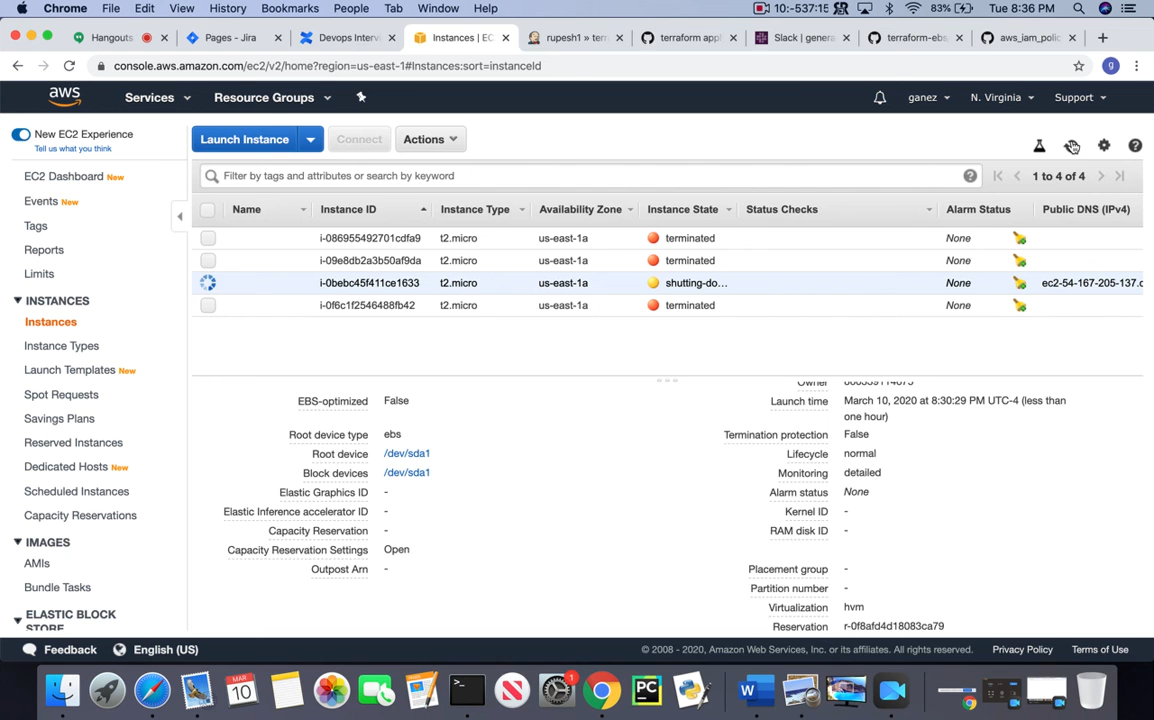 Chrome File Edit View History Bookmarks People Tab Window Help 10:-537:15 83% Tue 8:36 PM
Hangouts Pages - Jira Devops Intervi Instances | EC rupesh1 » terr terraform appl Slack | genera terraform-ebs aws_iam_polic
console.aws.amazon.com/ec2/v2/home?region=us-east-1#Instances:sort=instanceId g
aws Services Resource Groups ganez N. Virginia Support
New EC2 Experience
Tell us what you think
Launch Instance Connect Actions
Filter by tags and attributes or search by keyword 1 to 4 of 4
Name Instance ID Instance Type Availability Zone Instance State Status Checks Alarm Status Public DNS (IPv4)
i-086955492701cdfa9 t2.micro us-east-1a terminated None
i-09e8db2a3b50af9da t2.micro us-east-1a terminated None
i-0bebc45f411ce1633 t2.micro us-east-1a shutting-do... None ec2-54-167-205-137.c
i-0f6c1f2546488fb42 t2.micro us-east-1a terminated None
EC2 Dashboard New
Events New
Tags
Reports
Limits
INSTANCES
Instances
Instance Types
Launch Templates New
Spot Requests
Savings Plans
Reserved Instances
Dedicated Hosts New
Scheduled Instances
Capacity Reservations
IMAGES
AMIs
Bundle Tasks
ELASTIC BLOCK
STORE
EBS-optimized False
Root device type ebs
Root device /dev/sda1
Block devices /dev/sda1
Elastic Graphics ID -
Elastic Inference accelerator ID -
Capacity Reservation -
Capacity Reservation Settings Open
Outpost Arn -
Owner
Launch time March 10, 2020 at 8:30:29 PM UTC-4 (less than
one hour)
Termination protection False
Lifecycle normal
Monitoring detailed
Alarm status None
Kernel ID -
RAM disk ID -
Placement group -
Partition number -
Virtualization hvm
Reservation r-0f8afd4d18083ca79
Feedback English (US) © 2008 - 2020, Amazon Web Services, Inc. or its affiliates. All rights reserved. Privacy Policy Terms of Use
MAR
10
1
PC
W